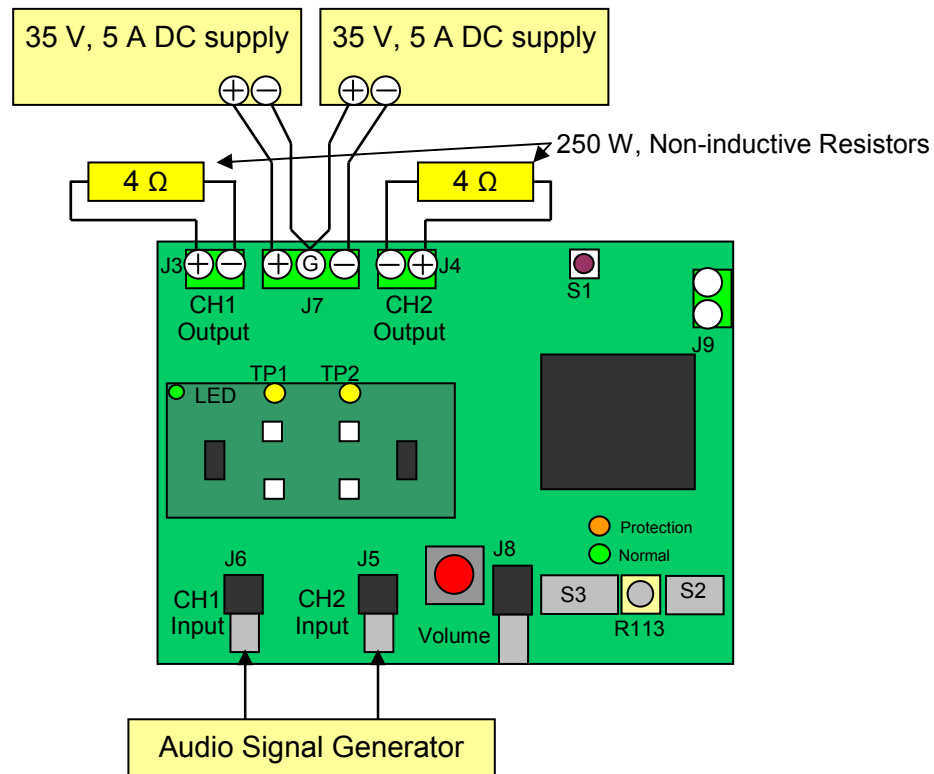 35 V, 5 A DC supply
35 V, 5 A DC supply
+ −
+ −
250 W, Non-inductive Resistors
4 Ω
4 Ω
J3
+ −
+ G −
− +
J4
CH1
Output
J7
CH2
Output
S1
J9
TP1
TP2
LED
Protection
Normal
J6
J5
J8
CH1
Input
CH2
Input
Volume
S3
R113
S2
Audio Signal Generator